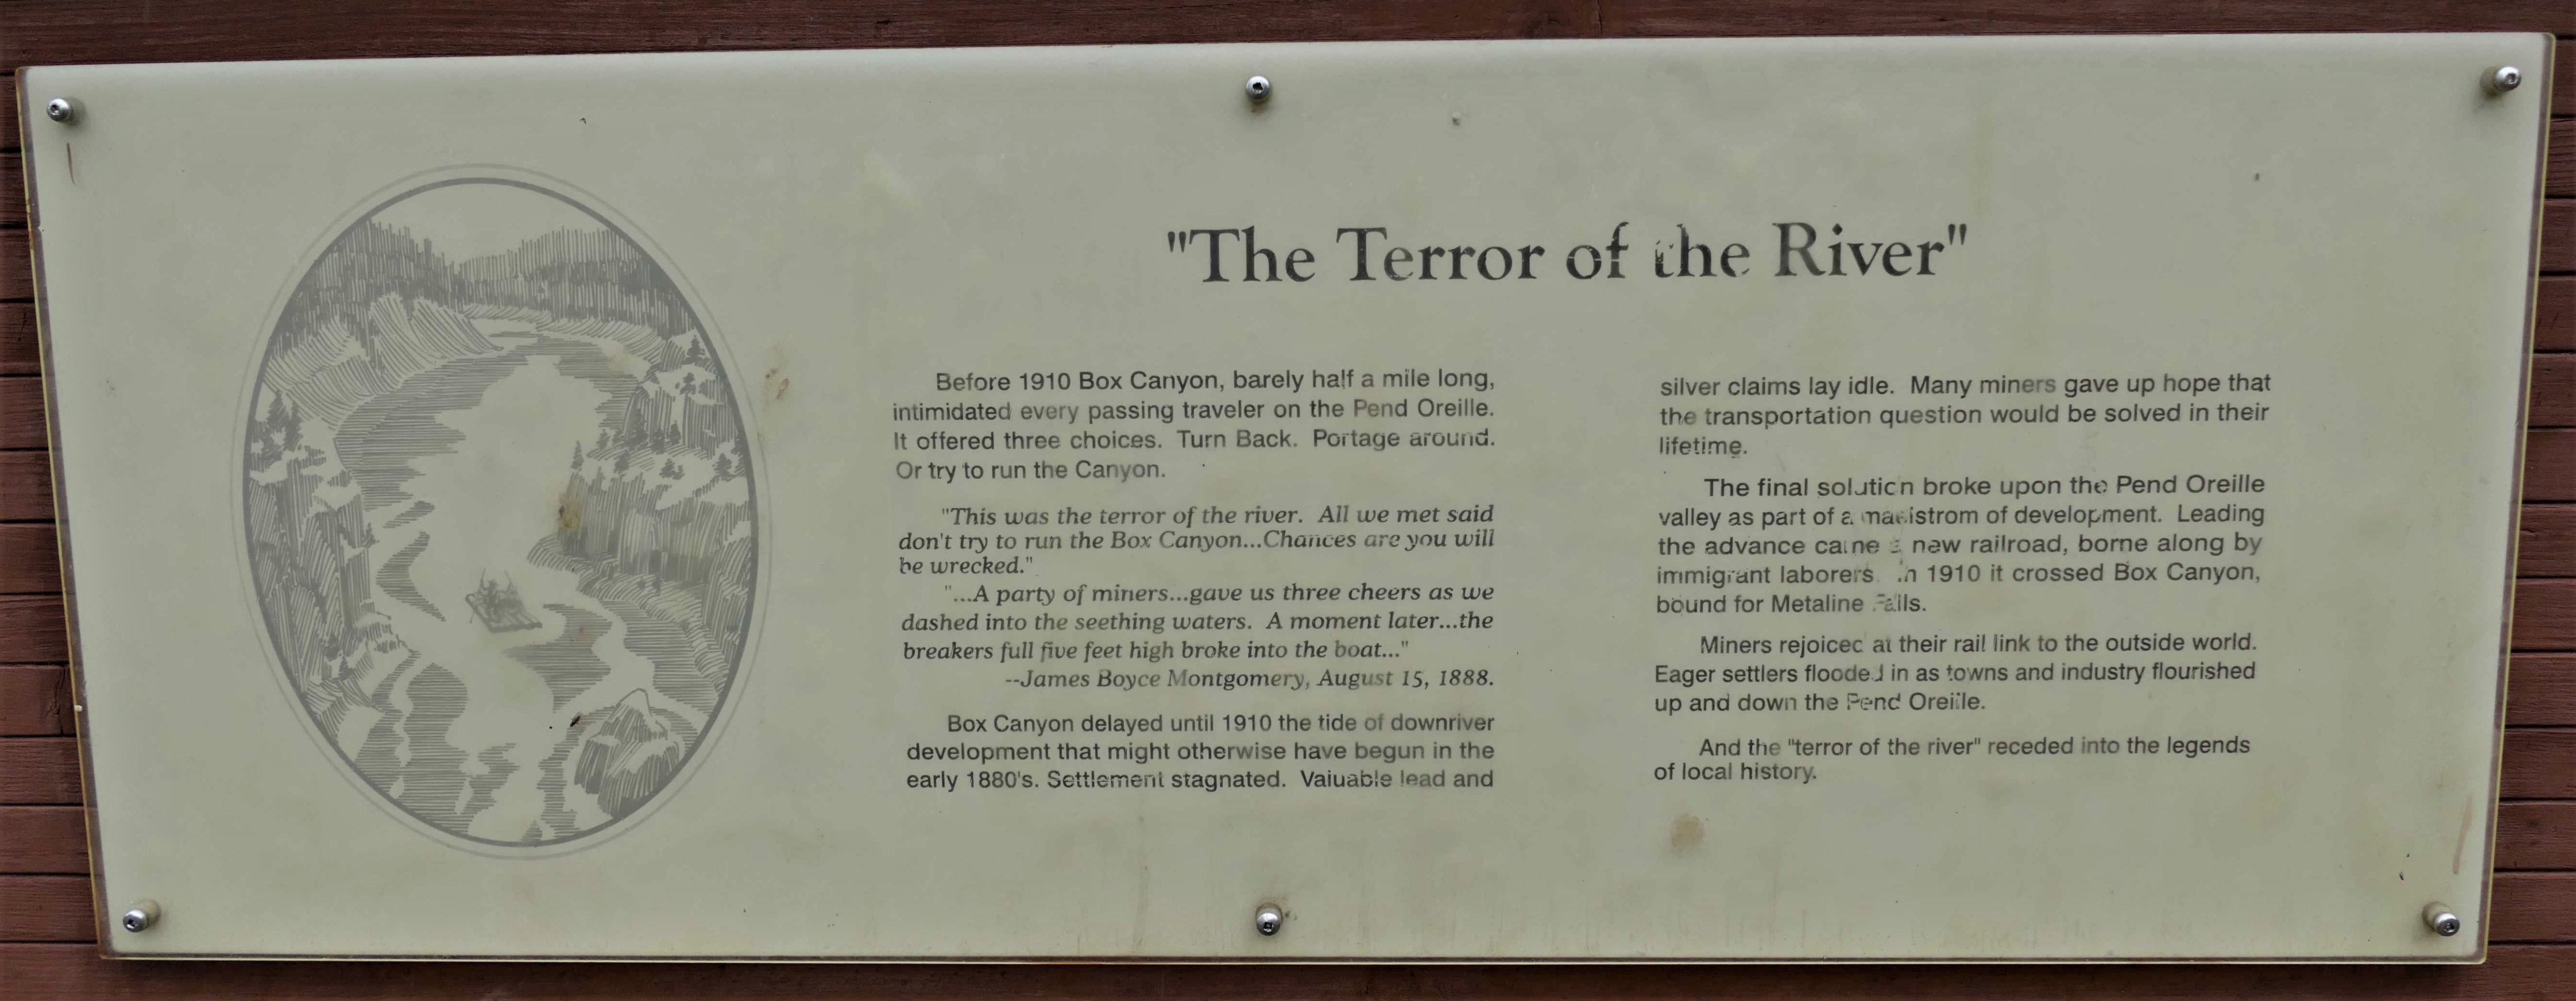 "The Terror of the River"
Before 1910 Box Canyon, barely half a mile long,
intimidated every passing traveler on the Pend Oreille.
It offered three choices. Turn Back. Portage around.
Or try to run the Canyon.
"This was the terror of the river. All we met said
don't try to run the Box Canyon...Chances are you will
be wrecked."
"...A party of miners...gave us three cheers as we
dashed into the seething waters. A moment later...the
breakers full five feet high broke into the boat..."
--James Boyce Montgomery, August 15, 1888.
Box Canyon delayed until 1910 the tide of downriver
development that might otherwise have begun in the
early 1880's. Settlement stagnated. Valuable lead and
silver claims lay idle. Many miners gave up hope that
the transportation question would be solved in their
lifetime.
The final solution broke upon the Pend Oreille
valley as part of a maelstrom of development. Leading
the advance came a new railroad, borne along by
immigrant laborers. In 1910 it crossed Box Canyon,
bound for Metaline Falls.
Miners rejoiced at their rail link to the outside world.
Eager settlers flooded in as towns and industry flourished
up and down the Pend Oreille.
And the "terror of the river" receded into the legends
of local history.